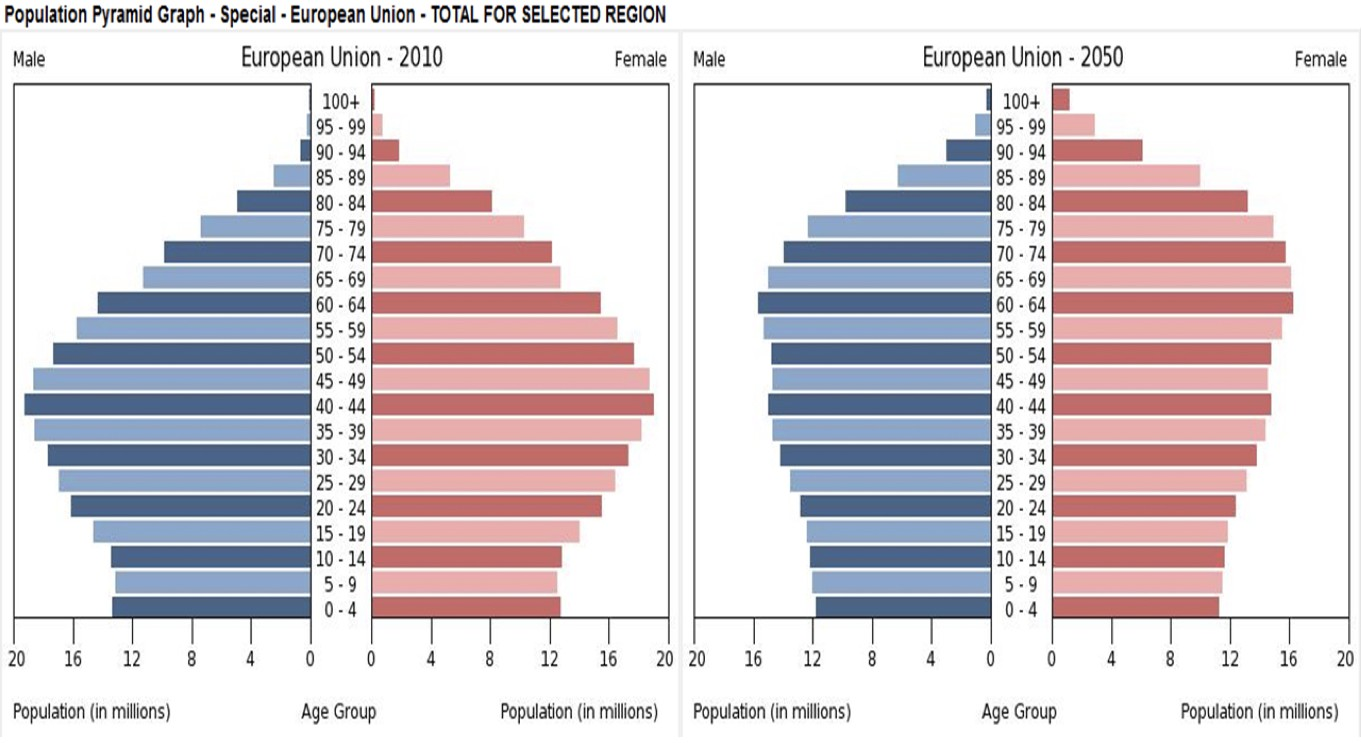 Population Pyramid Graph - Special - European Union - TOTAL FOR SELECTED REGION
Male European Union - 2010 Female
100+
95 - 99
90 - 94
85 - 89
80 - 84
75 - 79
70 - 74
65 - 69
60 - 64
55 - 59
50 - 54
45 - 49
40 - 44
35 - 39
30 - 34
25 - 29
20 - 24
15 - 19
10 - 14
5 - 9
0 - 4
20 16 12 8 4 0 0 4 8 12 16 20
Population (in millions) Age Group Population (in millions)
Male European Union - 2050 Female
100+
95 - 99
90 - 94
85 - 89
80 - 84
75 - 79
70 - 74
65 - 69
60 - 64
55 - 59
50 - 54
45 - 49
40 - 44
35 - 39
30 - 34
25 - 29
20 - 24
15 - 19
10 - 14
5 - 9
0 - 4
20 16 12 8 4 0 0 4 8 12 16 20
Population (in millions) Age Group Population (in millions)